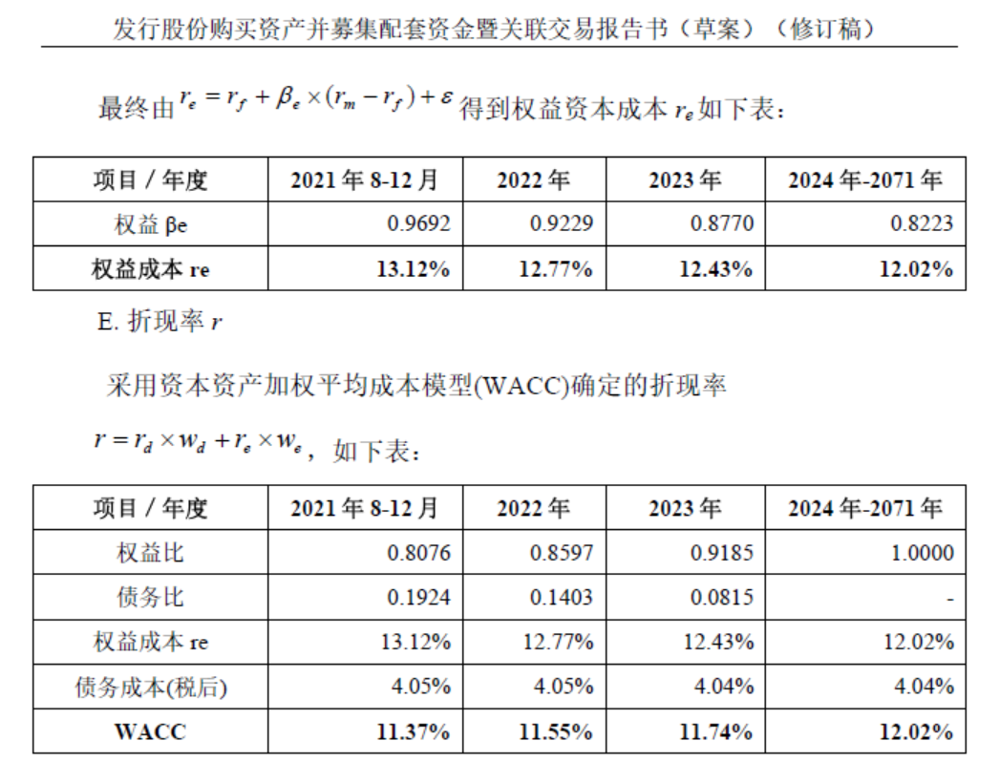 发行股份购买资产并募集配套资金暨关联交易报告书（草案）（修订稿）
最终由 rₑ = r_f + βₑ × (r_m − r_f) + ε 得到权益资本成本 rₑ 如下表：
项目 / 年度 2021 年 8-12 月 2022 年 2023 年 2024 年-2071 年
权益 βe 0.9692 0.9229 0.8770 0.8223
权益成本 re 13.12% 12.77% 12.43% 12.02%
E. 折现率 r
采用资本资产加权平均成本模型(WACC)确定的折现率
r = r_d × w_d + rₑ × wₑ，如下表：
项目 / 年度 2021 年 8-12 月 2022 年 2023 年 2024 年-2071 年
权益比 0.8076 0.8597 0.9185 1.0000
债务比 0.1924 0.1403 0.0815 -
权益成本 re 13.12% 12.77% 12.43% 12.02%
债务成本(税后) 4.05% 4.05% 4.04% 4.04%
WACC 11.37% 11.55% 11.74% 12.02%